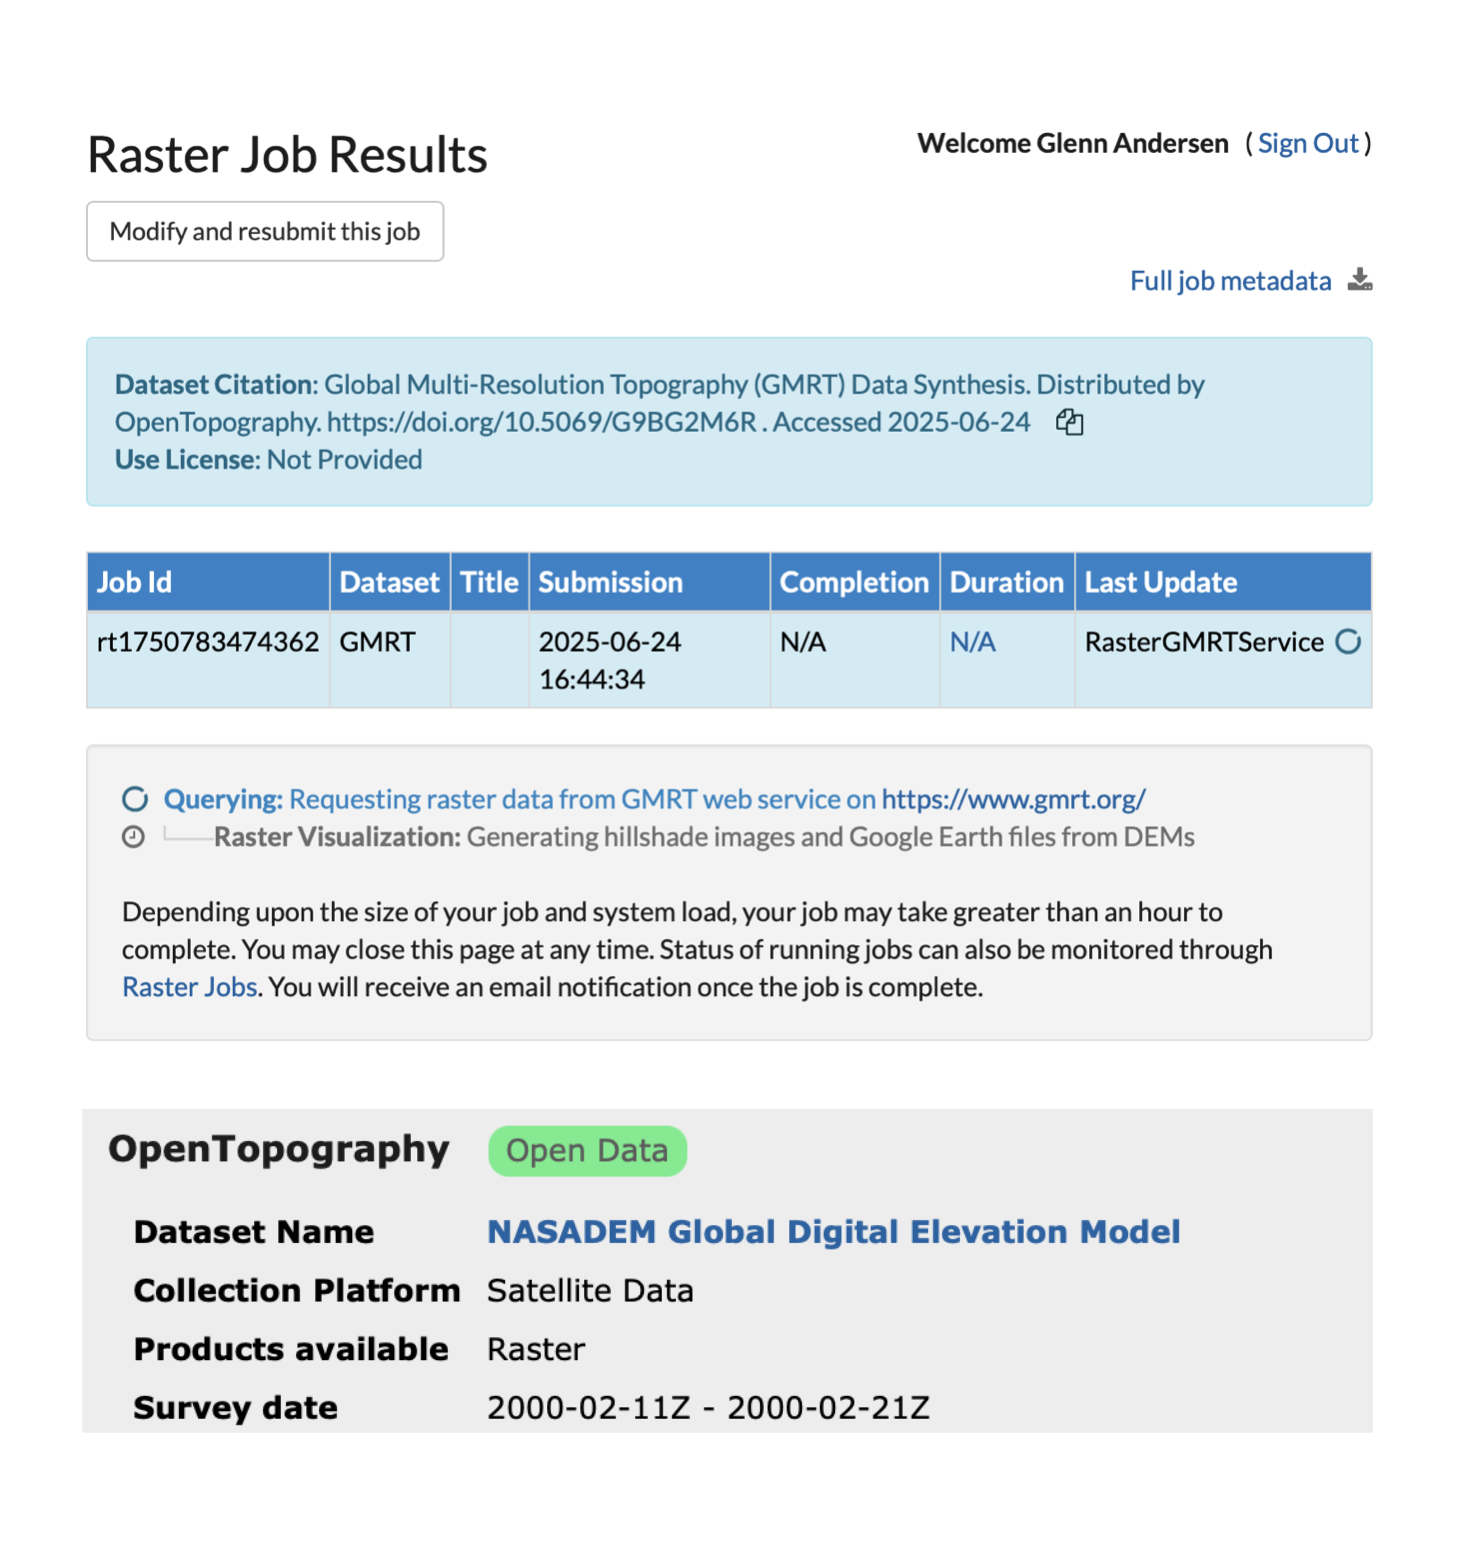 Raster Job Results
Welcome Glenn Andersen (Sign Out)
Modify and resubmit this job
Full job metadata
Dataset Citation: Global Multi-Resolution Topography (GMRT) Data Synthesis. Distributed by
OpenTopography. https://doi.org/10.5069/G9BG2M6R . Accessed 2025-06-24
Use License: Not Provided
Job Id Dataset Title Submission Completion Duration Last Update
rt1750783474362 GMRT 2025-06-24 N/A N/A RasterGMRTService
16:44:34
Querying: Requesting raster data from GMRT web service on https://www.gmrt.org/
Raster Visualization: Generating hillshade images and Google Earth files from DEMs
Depending upon the size of your job and system load, your job may take greater than an hour to
complete. You may close this page at any time. Status of running jobs can also be monitored through
Raster Jobs. You will receive an email notification once the job is complete.
OpenTopography Open Data
Dataset Name NASADEM Global Digital Elevation Model
Collection Platform Satellite Data
Products available Raster
Survey date 2000-02-11Z - 2000-02-21Z